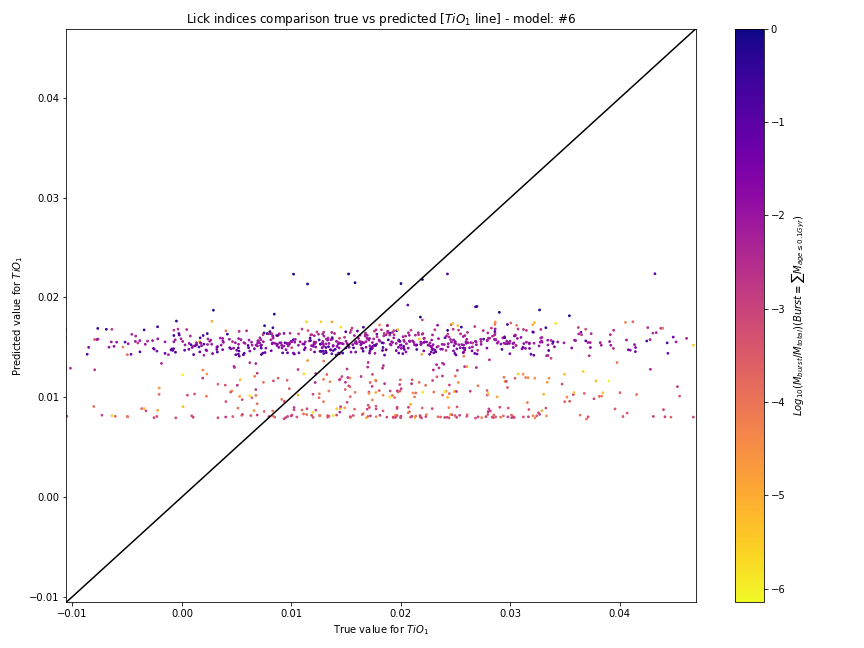 Lick indices comparison true vs predicted [TiO₁ line] - model: #6
Predicted value for TiO₁
0.04
0.03
0.02
0.01
0.00
−0.01
−0.01 0.00 0.01 0.02 0.03 0.04
True value for TiO₁
0
−1
−2
−3
−4
−5
−6
Log₁₀(M_burst/M_total)(Burst = ∑M_age≤0.1Gyr)